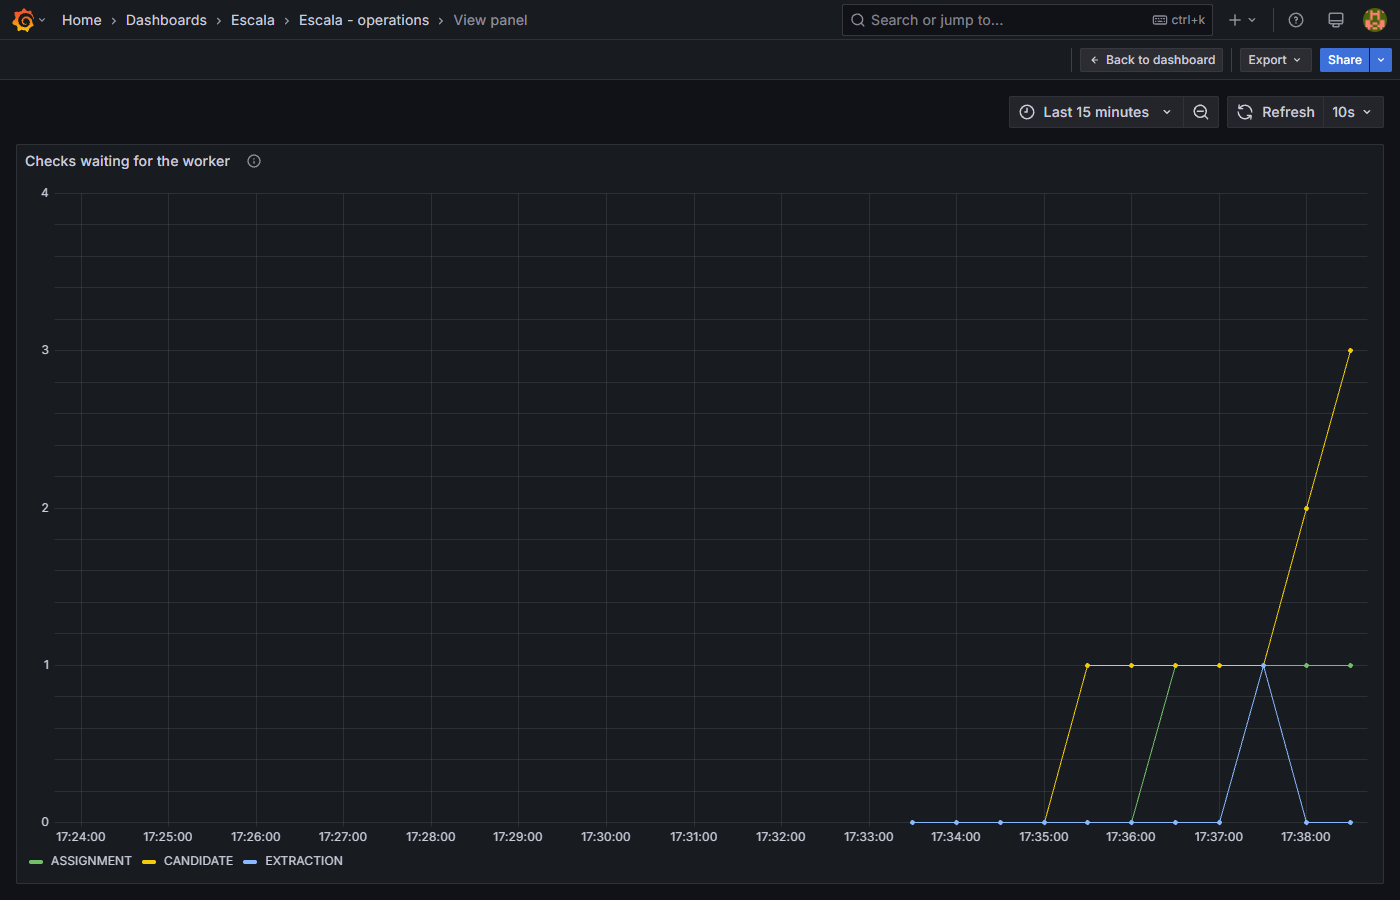 Home › Dashboards › Escala › Escala - operations › View panel
Search or jump to... ctrl+k
Back to dashboard Export Share
Last 15 minutes Refresh 10s
Checks waiting for the worker
4
3
2
1
0
17:24:00 17:25:00 17:26:00 17:27:00 17:28:00 17:29:00 17:30:00 17:31:00 17:32:00 17:33:00 17:34:00 17:35:00 17:36:00 17:37:00 17:38:00
ASSIGNMENT CANDIDATE EXTRACTION